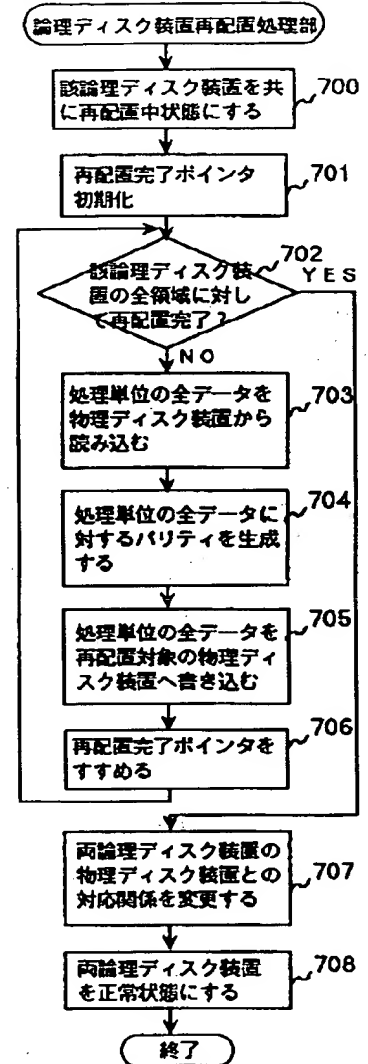 論理ディスク装置再配置処理部
該論理ディスク装置を共
に再配置中状態にする
700
再配置完了ポインタ
初期化
701
702
該論理ディスク装
置の全領域に対し
て再配置完了?
YES
NO
処理単位の全データを
物理ディスク装置から
読み込む
703
処理単位の全データに
対するパリティを生成
する
704
処理単位の全データを
再配置対象の物理ディ
スク装置へ書き込む
705
再配置完了ポインタを
すすめる
706
両論理ディスク装置の
物理ディスク装置との
対応関係を変更する
707
両論理ディスク装置
を正常状態にする
708
終了